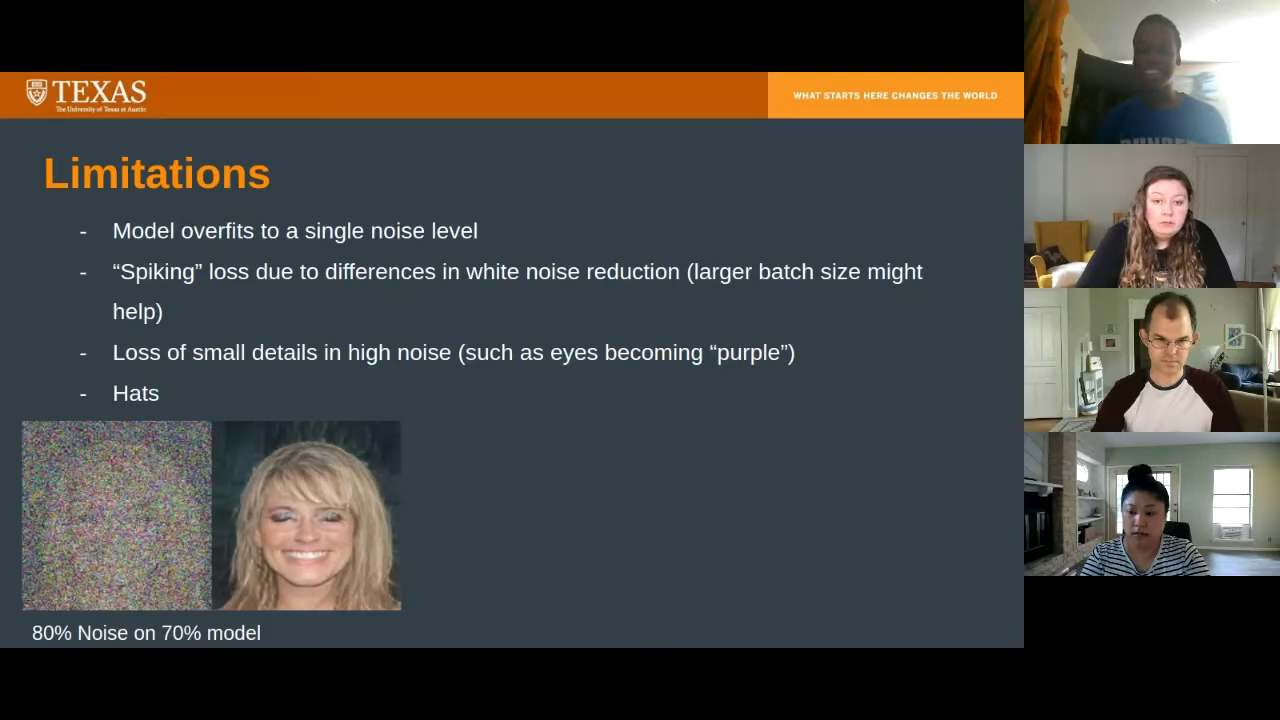 TEXAS
The University of Texas at Austin
WHAT STARTS HERE CHANGES THE WORLD
Limitations
- Model overfits to a single noise level
- “Spiking” loss due to differences in white noise reduction (larger batch size might
help)
- Loss of small details in high noise (such as eyes becoming “purple”)
- Hats
80% Noise on 70% model